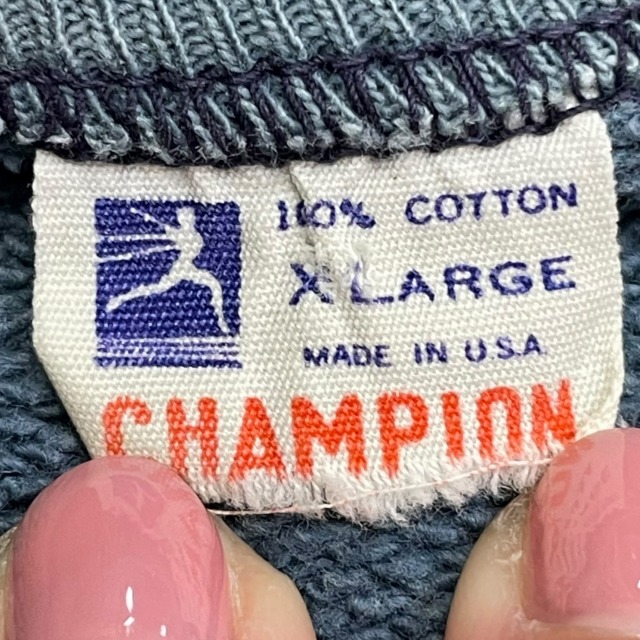 100% COTTON
X-LARGE
MADE IN U.S.A.
CHAMPION